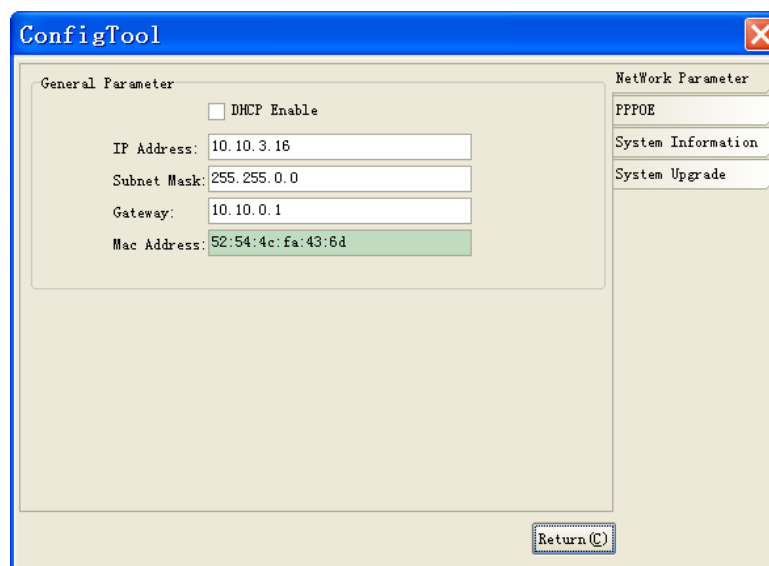 ConfigTool
General Parameter
DHCP Enable
IP Address: 10.10.3.16
Subnet Mask: 255.255.0.0
Gateway: 10.10.0.1
Mac Address: 52:54:4c:fa:43:6d
NetWork Parameter
PPPOE
System Information
System Upgrade
Return(C)